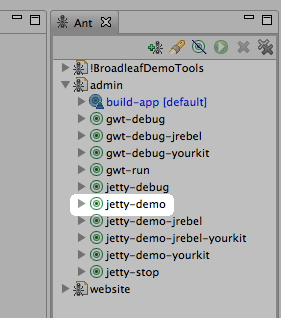 Ant
!BroadleafDemoTools
admin
build-app [default]
gwt-debug
gwt-debug-jrebel
gwt-debug-yourkit
gwt-run
jetty-debug
jetty-demo
jetty-demo-jrebel
jetty-demo-jrebel-yourkit
jetty-demo-yourkit
jetty-stop
website